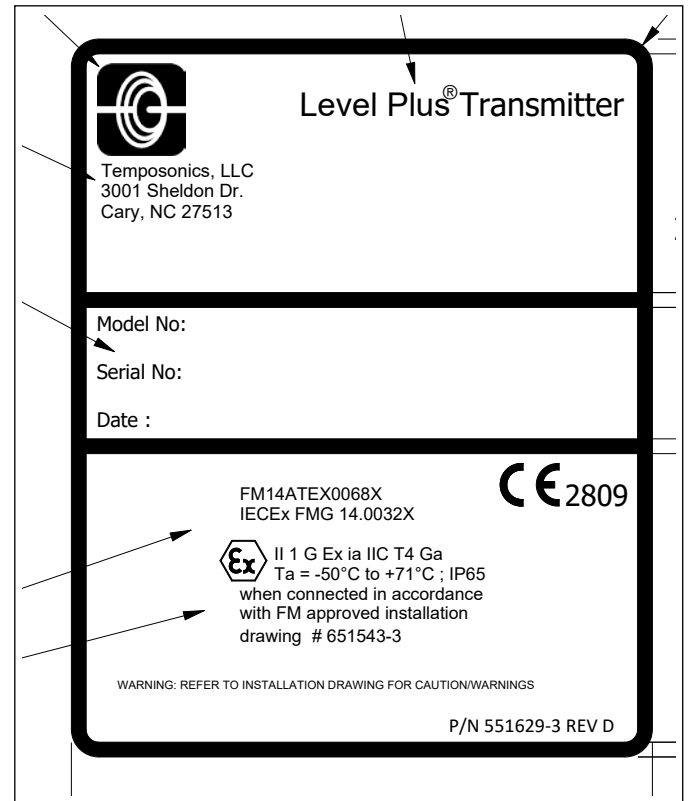 Level Plus® Transmitter
Temposonics, LLC
3001 Sheldon Dr.
Cary, NC 27513
Model No:
Serial No:
Date :
CE 2809
FM14ATEX0068X
IECEx FMG 14.0032X
Ex II 1 G Ex ia IIC T4 Ga
Ta = -50°C to +71°C ; IP65
when connected in accordance
with FM approved installation
drawing # 651543-3
WARNING: REFER TO INSTALLATION DRAWING FOR CAUTION/WARNINGS
P/N 551629-3 REV D